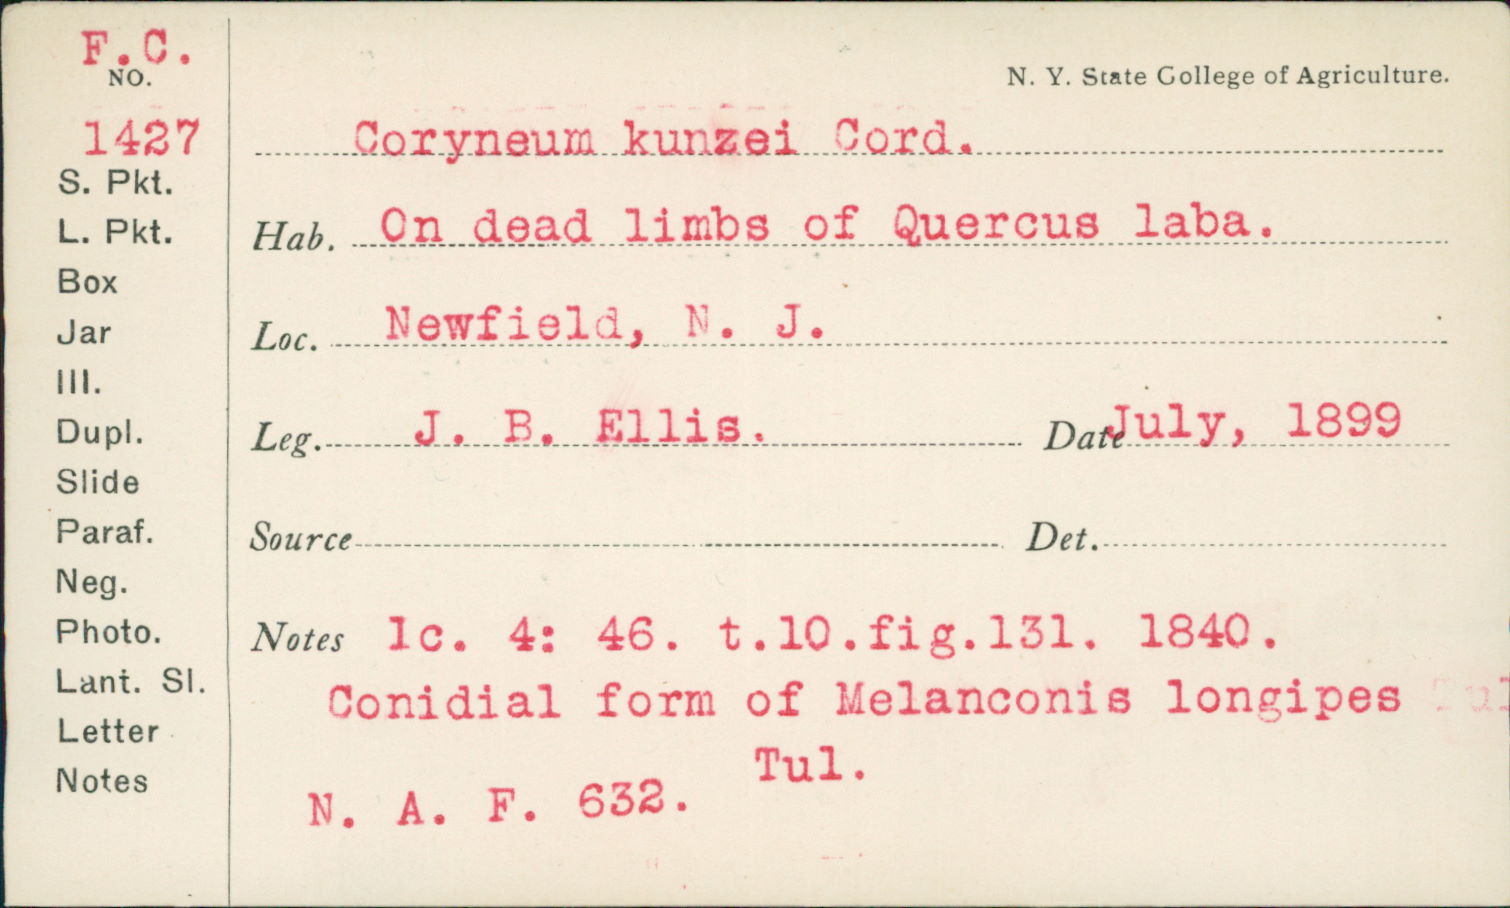 F.C.
NO.
1427
S. Pkt.
L. Pkt.
Box
Jar
Ill.
Dupl.
Slide
Paraf.
Neg.
Photo.
Lant. Sl.
Letter
Notes
N. Y. State College of Agriculture.
Coryneum kunzei Cord.
Hab. On dead limbs of Quercus laba.
Loc. Newfield, N. J.
Leg. J. B. Ellis. Date July, 1899
Source Det.
Notes lc. 4: 46. t.10.fig.131. 1840.
Conidial form of Melanconis longipes Tul
Tul.
N. A. F. 632.